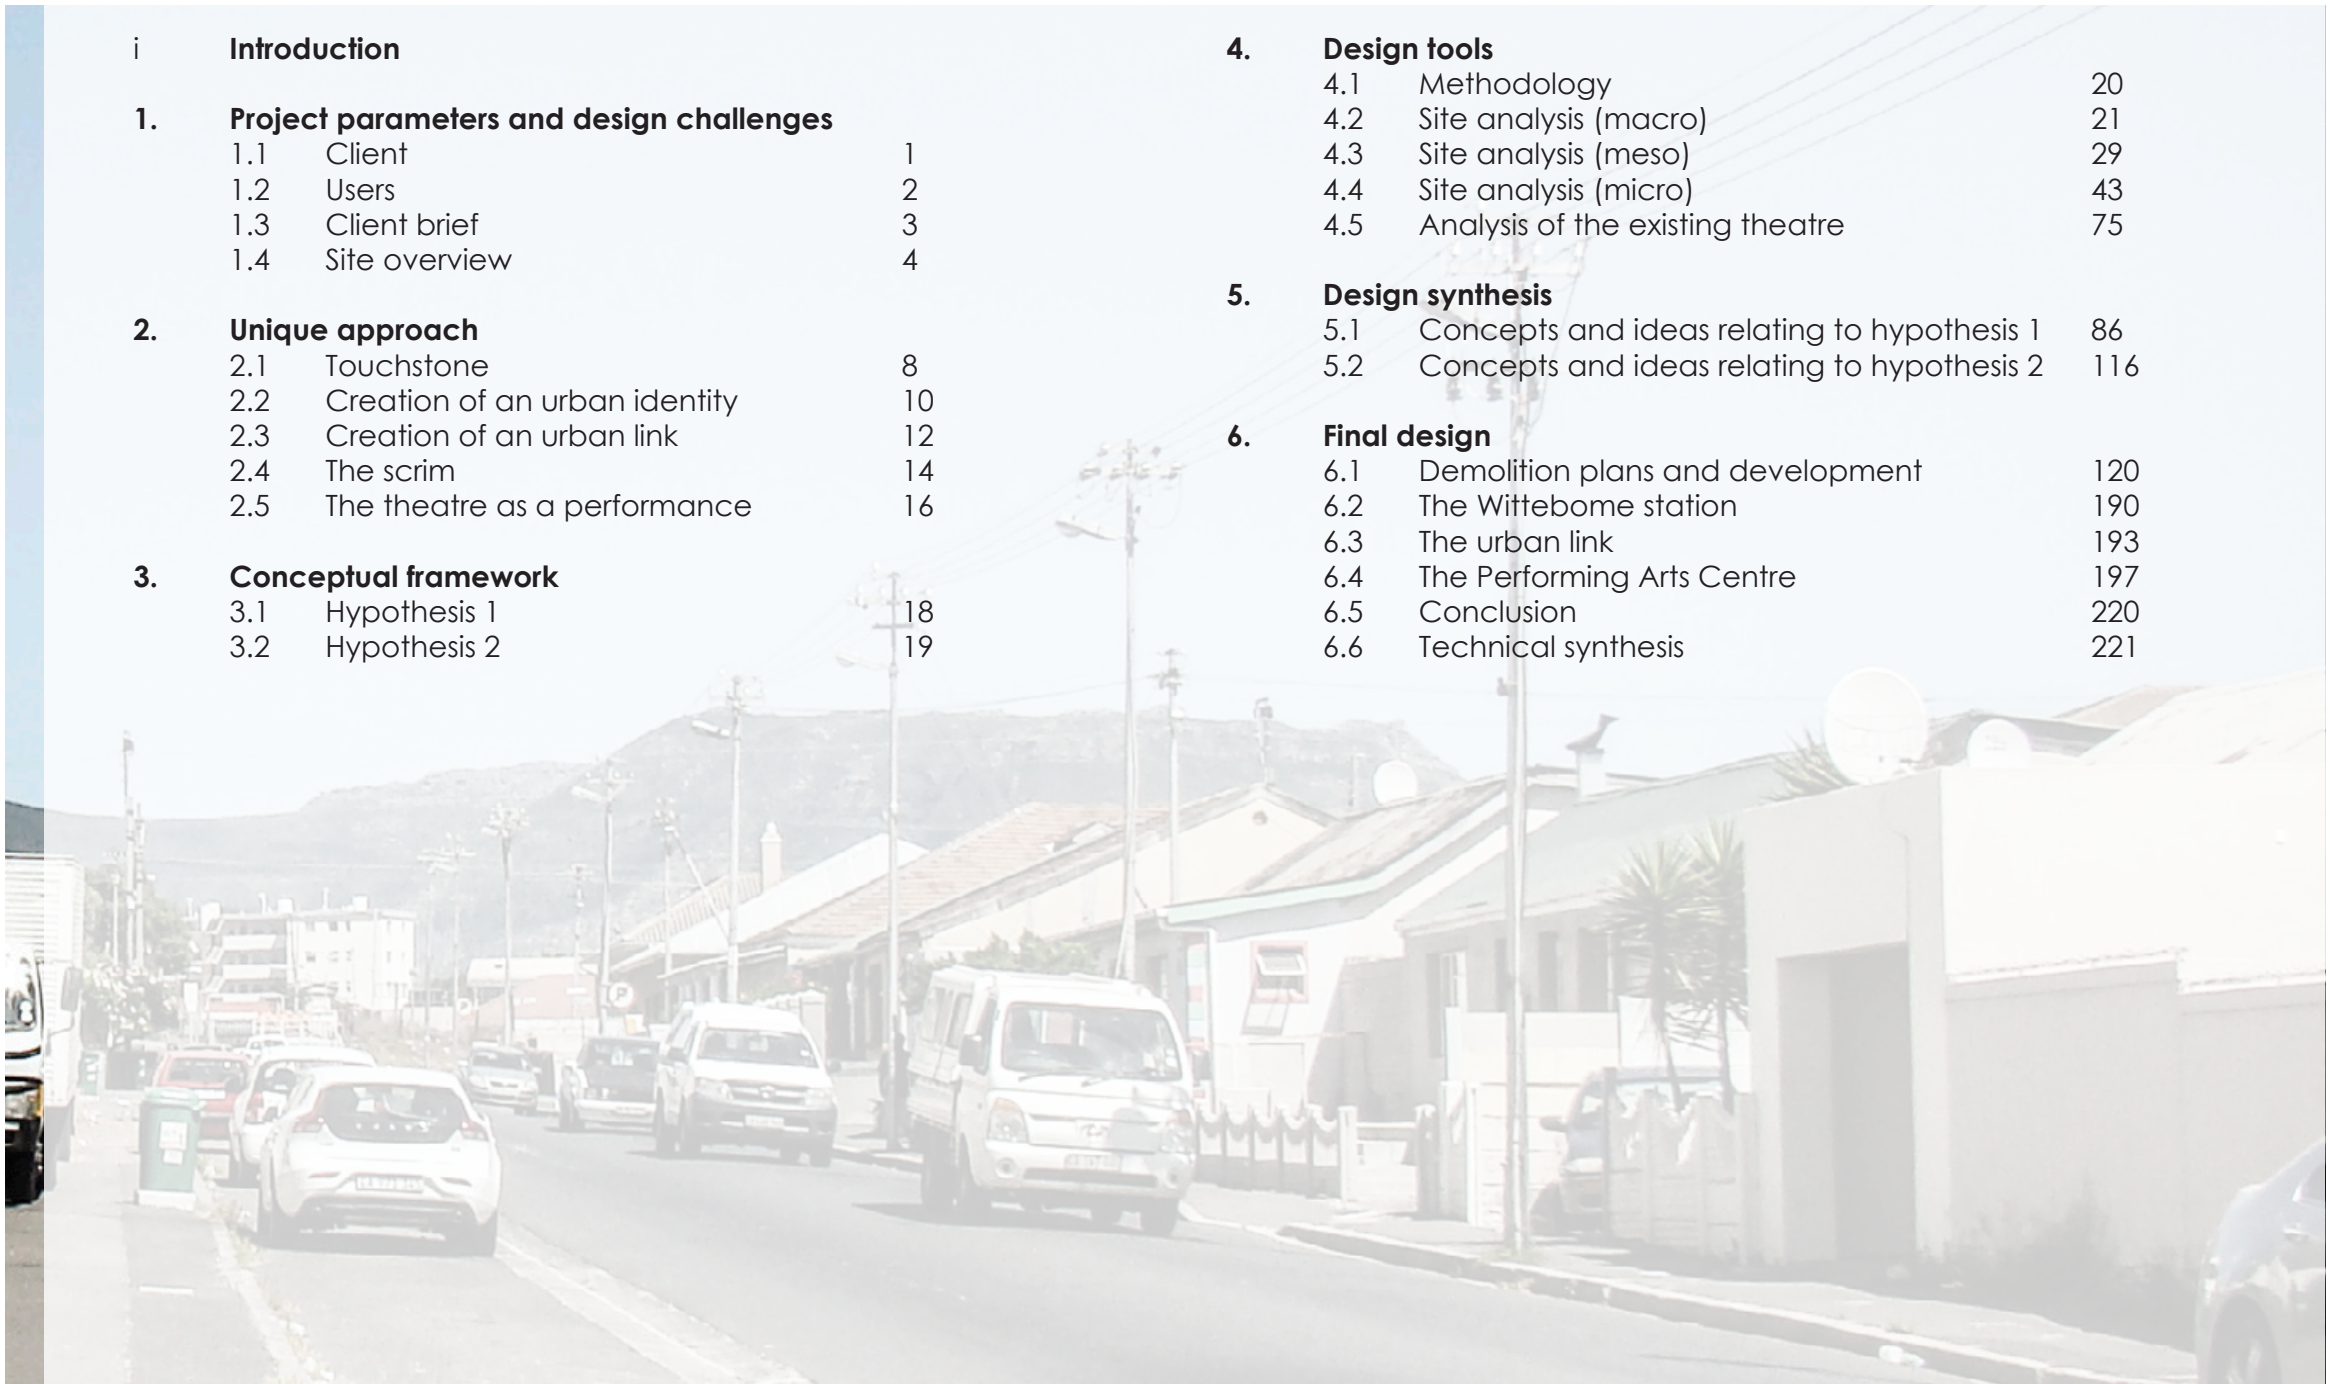 i Introduction
1. Project parameters and design challenges
1.1 Client 1
1.2 Users 2
1.3 Client brief 3
1.4 Site overview 4
2. Unique approach
2.1 Touchstone 8
2.2 Creation of an urban identity 10
2.3 Creation of an urban link 12
2.4 The scrim 14
2.5 The theatre as a performance 16
3. Conceptual framework
3.1 Hypothesis 1 18
3.2 Hypothesis 2 19
4. Design tools
4.1 Methodology 20
4.2 Site analysis (macro) 21
4.3 Site analysis (meso) 29
4.4 Site analysis (micro) 43
4.5 Analysis of the existing theatre 75
5. Design synthesis
5.1 Concepts and ideas relating to hypothesis 1 86
5.2 Concepts and ideas relating to hypothesis 2 116
6. Final design
6.1 Demolition plans and development 120
6.2 The Wittebome station 190
6.3 The urban link 193
6.4 The Performing Arts Centre 197
6.5 Conclusion 220
6.6 Technical synthesis 221
P